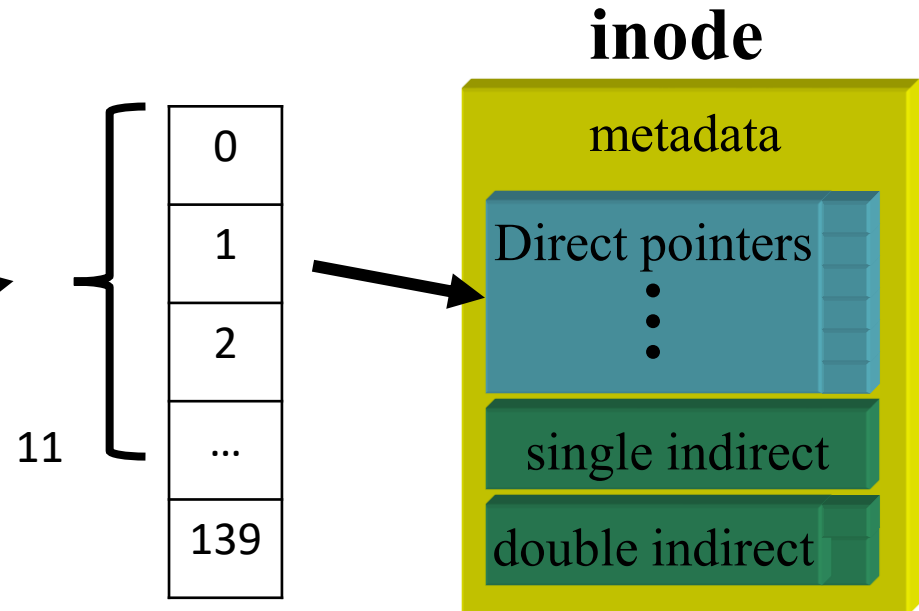 inode
metadata
0
1
2
...
139
11
Direct pointers
single indirect
double indirect